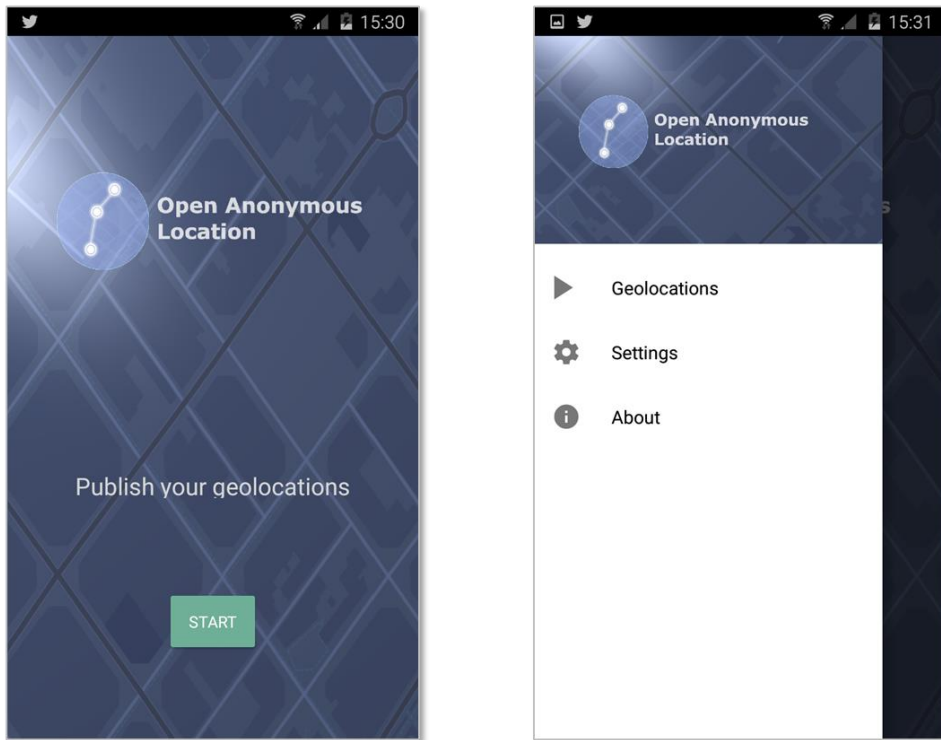 15:30
Open Anonymous
Location
Publish your geolocations
START
15:31
Open Anonymous
Location
s
Geolocations
Settings
About